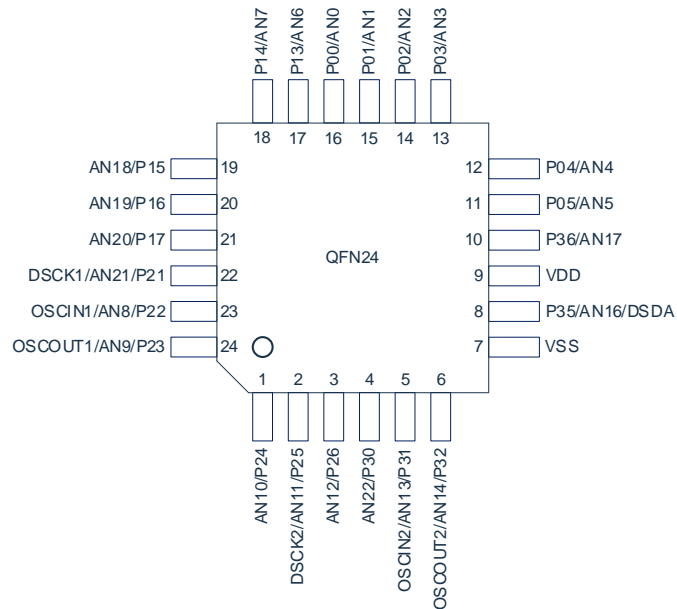 P14/AN7
P13/AN6
P00/AN0
P01/AN1
P02/AN2
P03/AN3
18
17
16
15
14
13
AN18/P15
19
12
P04/AN4
AN19/P16
20
11
P05/AN5
AN20/P17
21
10
P36/AN17
QFN24
DSCK1/AN21/P21
22
9
VDD
OSCIN1/AN8/P22
23
8
P35/AN16/DSDA
OSCOUT1/AN9/P23
24
7
VSS
1
2
3
4
5
6
AN10/P24
DSCK2/AN11/P25
AN12/P26
AN22/P30
OSCIN2/AN13/P31
OSCOUT2/AN14/P32